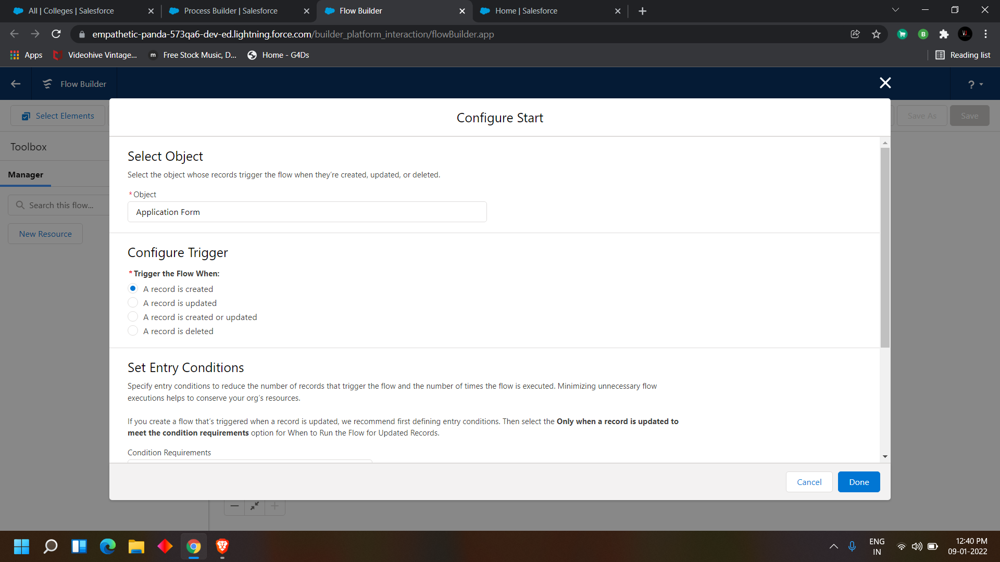 All | Colleges | Salesforce
Process Builder | Salesforce
Flow Builder
Home | Salesforce
empathetic-panda-573qa6-dev-ed.lightning.force.com/builder_platform_interaction/flowBuilder.app
B
Apps
Videohive Vintage...
m
Free Stock Music, D...
Home - G4Ds
Reading list
Flow Builder
?
Select Elements
Save As
Save
Configure Start
Toolbox
Manager
Search this flow...
New Resource
Select Object
Select the object whose records trigger the flow when they're created, updated, or deleted.
*Object
Application Form
Configure Trigger
*Trigger the Flow When:
A record is created
A record is updated
A record is created or updated
A record is deleted
Set Entry Conditions
Specify entry conditions to reduce the number of records that trigger the flow and the number of times the flow is executed. Minimizing unnecessary flow
executions helps to conserve your org's resources.
If you create a flow that's triggered when a record is updated, we recommend first defining entry conditions. Then select the Only when a record is updated to
meet the condition requirements option for When to Run the Flow for Updated Records.
Condition Requirements
Cancel
Done
ENG
IN
12:40 PM
09-01-2022